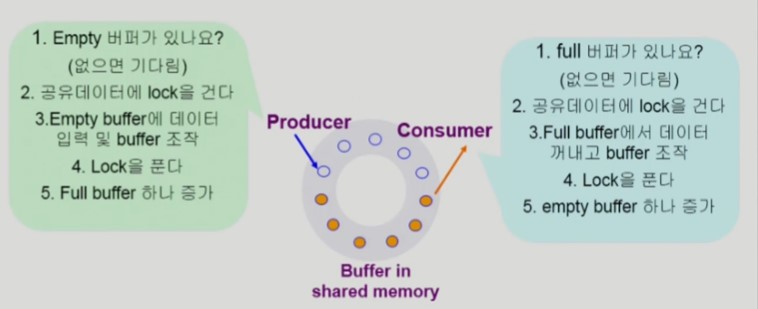 1. Empty 버퍼가 있나요?
(없으면 기다림)
2. 공유데이터에 lock을 건다
3.Empty buffer에 데이터
입력 및 buffer 조작
4. Lock을 푼다
5. Full buffer 하나 증가
Producer
Consumer
Buffer in
shared memory
1. full 버퍼가 있나요?
(없으면 기다림)
2. 공유데이터에 lock을 건다
3.Full buffer에서 데이터
꺼내고 buffer 조작
4. Lock을 푼다
5. empty buffer 하나 증가